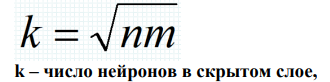 k = √nm
k – число нейронов в скрытом слое,